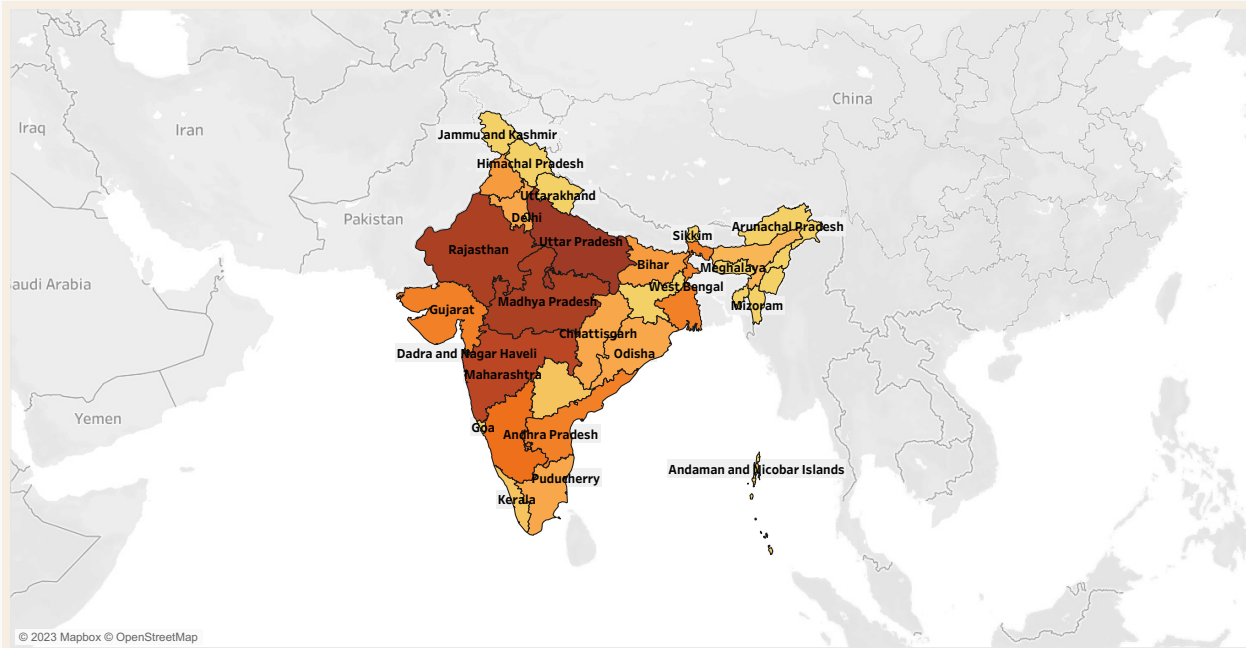 China
Iraq
Iran
Jammu and Kashmir
Himachal Pradesh
Uttarakhand
Pakistan
Delhi
Sikkim
Arunachal Pradesh
Rajasthan
Uttar Pradesh
Bihar
Meghalaya
audi Arabia
West Bengal
Madhya Pradesh
Mizoram
Gujarat
Chhattisgarh
Dadra and Nagar Haveli
Odisha
Maharashtra
Yemen
Goa
Andhra Pradesh
Andaman and Nicobar Islands
Puducherry
Kerala
© 2023 Mapbox © OpenStreetMap